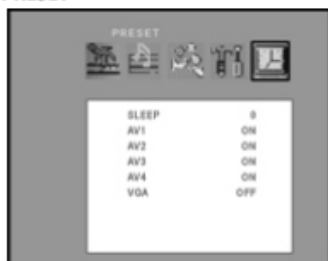 PRESET
SLEEP 0
AV1 ON
AV2 ON
AV3 ON
AV4 ON
VGA OFF